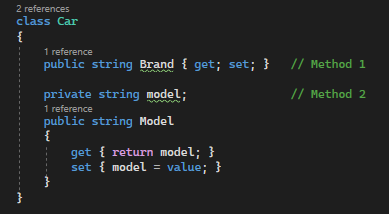 2 references
class Car
{
1 reference
public string Brand { get; set; } // Method 1
private string model; // Method 2
1 reference
public string Model
{
get { return model; }
set { model = value; }
}
}